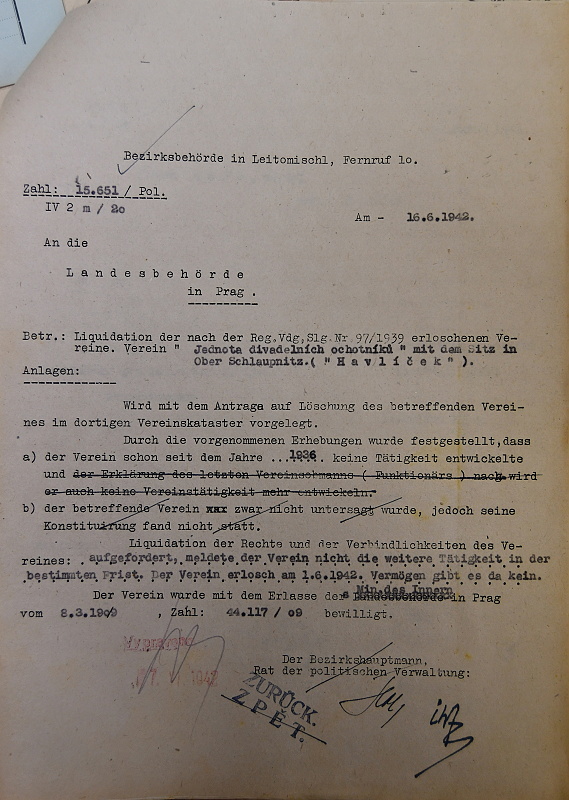 Bezirksbehörde in Leitomischl, Fernruf 1o.
Zahl: 15.651 / Pol.
IV 2 m / 2o
Am - 16.6.1942.
An die
Landesbehörde
in Prag .
Betr.: Liquidation der nach der Reg.Vdg,Slg.Nr.97/1939 erloschenen Ve-
reine. Verein " Jednota divadelních ochotníků " mit dem Sitz in
Ober Schlaupnitz.( " H a v l í č e k " ).
Anlagen:
Wird mit dem Antraga auf Löschung des betreffenden Verei-
nes im dortigen Vereinskataster vorgelegt.
Durch die vorgenommenen Erhebungen wurde festgestellt,dass
a) der Verein schon seit dem Jahre ...1936. keine Tätigkeit entwickelte
und der Erklärung des letzten Vereinsobmanns ( Funktionärs ) nach wird
er auch keine Vereinstätigkeit mehr entwickeln.
b) der betreffende Verein xxx zwar nicht untersagt wurde, jedoch seine
Konstituirung fand nicht statt.
Liquidation der Rechte und der Verbindlichkeiten des Ve-
reines: aufgefordert, meldete der Verein nicht die weitere Tätigkeit in der
bestimmten Frist. Der Verein erlosch am 1.6.1942. Vermögen gibt es da kein.
Der Verein wurde mit dem Erlasse des Min.des Innern in Prag
vom 8.3.1909 , Zahl: 44.117 / o9 bewilligt.
1942
Der Bezirkshauptmann.
Rat der politischen Verwaltung:
ZURÜCK.
ZPĚT.